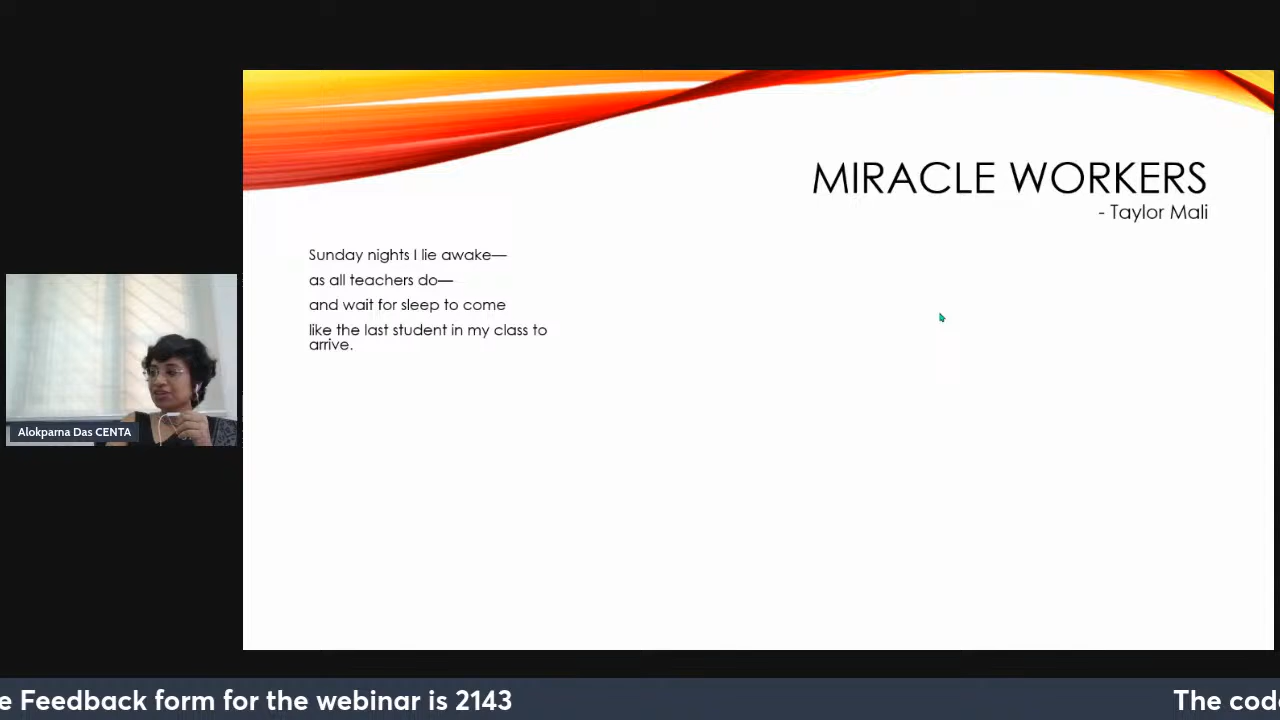 MIRACLE WORKERS
- Taylor Mali
Sunday nights I lie awake—
as all teachers do—
and wait for sleep to come
like the last student in my class to
arrive.
Alokparna Das CENTA
e Feedback form for the webinar is 2143
The code